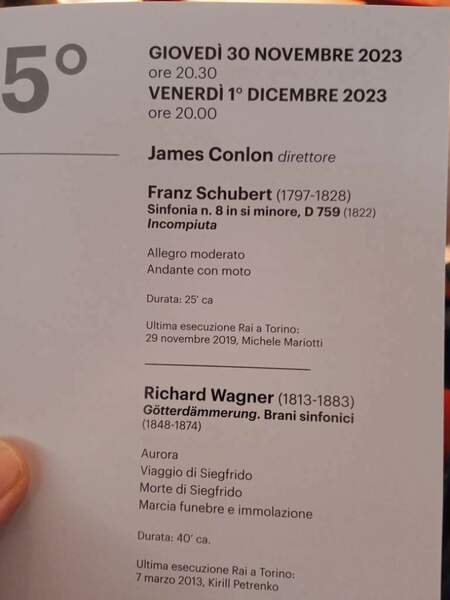 5°
GIOVEDÌ 30 NOVEMBRE 2023
ore 20.30
VENERDÌ 1° DICEMBRE 2023
ore 20.00
James Conlon direttore
Franz Schubert (1797-1828)
Sinfonia n. 8 in si minore, D 759 (1822)
Incompiuta
Allegro moderato
Andante con moto
Durata: 25' ca
Ultima esecuzione Rai a Torino:
29 novembre 2019, Michele Mariotti
Richard Wagner (1813-1883)
Götterdämmerung. Brani sinfonici
(1848-1874)
Aurora
Viaggio di Siegfrido
Morte di Siegfrido
Marcia funebre e immolazione
Durata: 40' ca.
Ultima esecuzione Rai a Torino:
7 marzo 2013, Kirill Petrenko